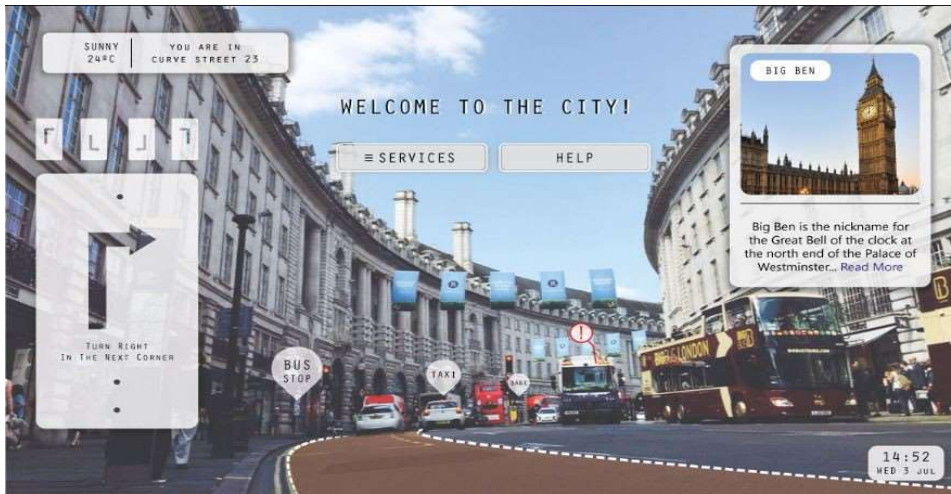 SUNNY
24ºC
YOU ARE IN
CURVE STREET 23
WELCOME TO THE CITY!
≡ SERVICES
HELP
BIG BEN
Big Ben is the nickname for
the Great Bell of the clock at
the north end of the Palace of
Westminster... Read More
TURN RIGHT
IN THE NEXT CORNER
BUS
STOP
TAXI
BANK
!
LONDON
14:52
WED 3 JUL